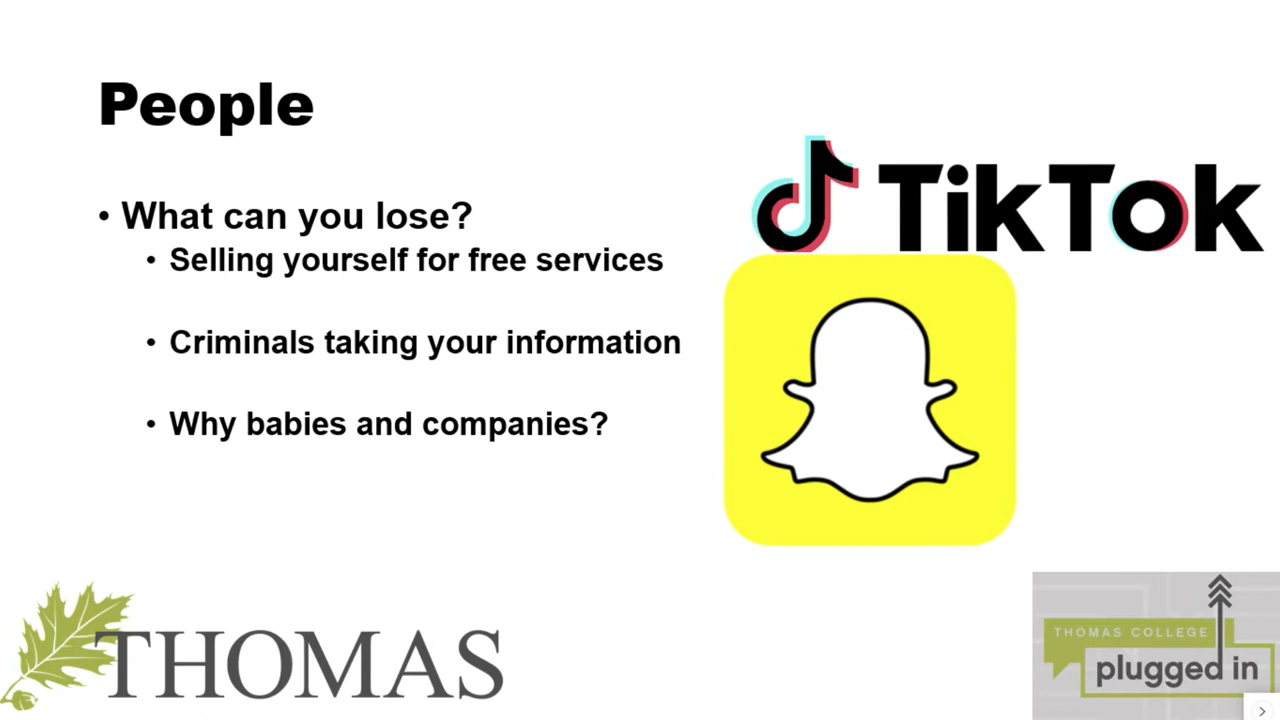 People
TikTok
• What can you lose?
• Selling yourself for free services
• Criminals taking your information
• Why babies and companies?
THOMAS
THOMAS COLLEGE
plugged in